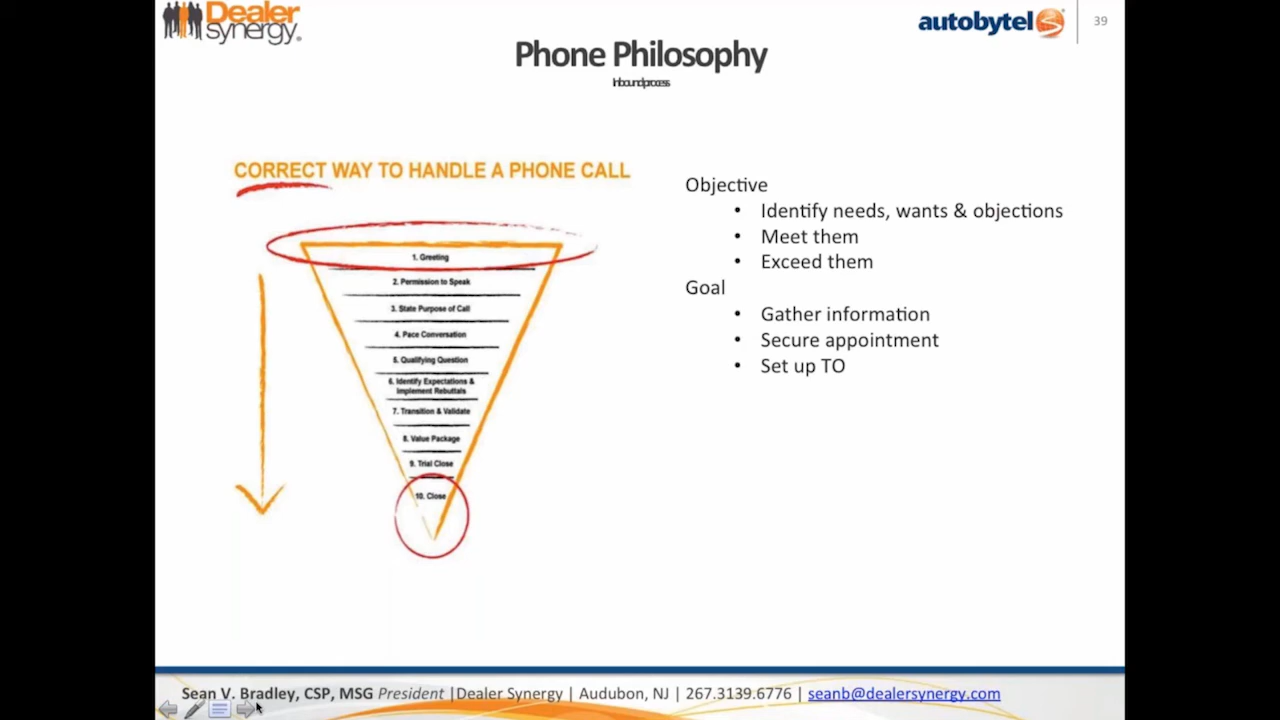 Dealer
synergy
autobytel
39
Phone Philosophy
Inbound process
CORRECT WAY TO HANDLE A PHONE CALL
1. Greeting
2. Permission to Speak
3. State Purpose of Call
4. Pace Conversation
5. Qualifying Question
6. Identify Expectations &
Implement Rebuttals
7. Transition & Validate
8. Value Package
9. Trial Close
10. Close
Objective
• Identify needs, wants & objections
• Meet them
• Exceed them
Goal
• Gather information
• Secure appointment
• Set up TO
Sean V. Bradley, CSP, MSG President |Dealer Synergy | Audubon, NJ | 267.3139.6776 | seanb@dealersynergy.com